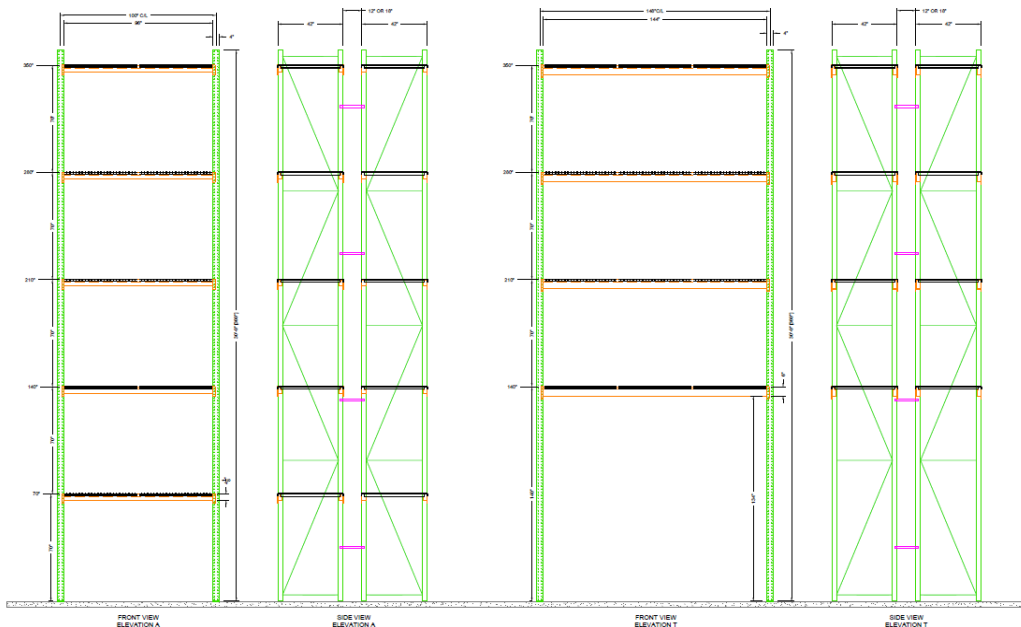 100" C/L
96"
4"
42"
12" OR 18"
42"
148"C/L
144"
4"
42"
12" OR 18"
42"
350"
70"
280"
70"
210"
70"
140"
70"
70"
70"
350"
70"
280"
70"
210"
70"
140"
6"
140"
134"
FRONT VIEW
ELEVATION A
SIDE VIEW
ELEVATION A
FRONT VIEW
ELEVATION T
SIDE VIEW
ELEVATION T